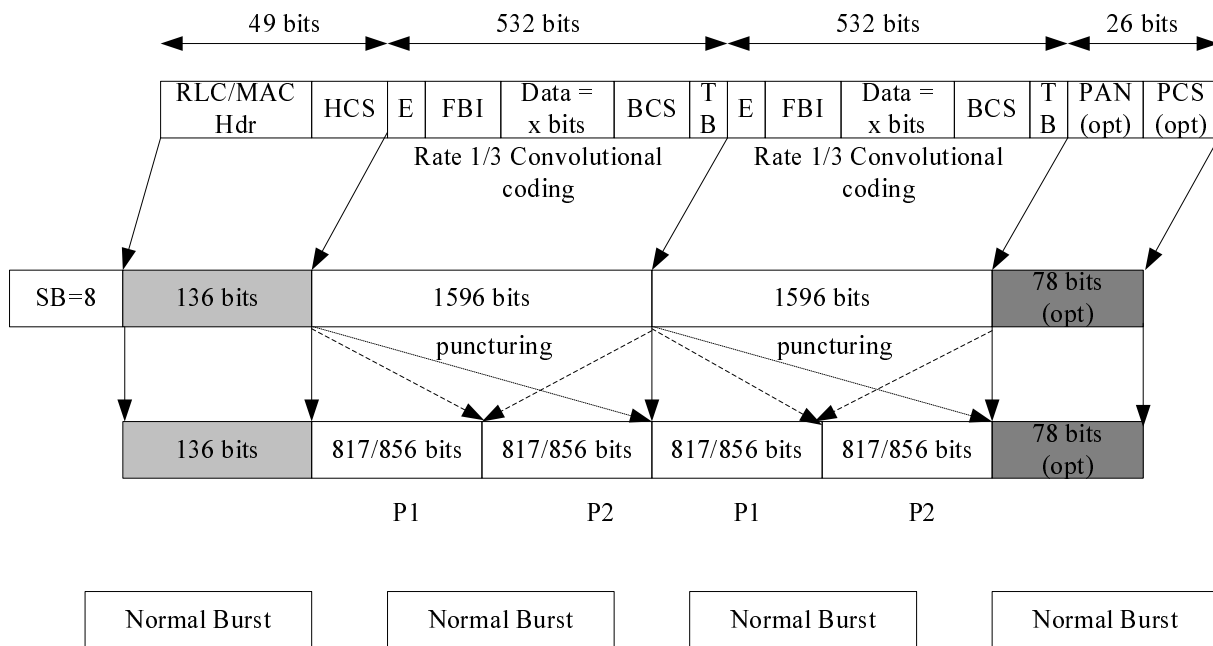 49 bits 532 bits 532 bits 26 bits
RLC/MAC Hdr HCS E FBI Data = x bits BCS TB E FBI Data = x bits BCS TB PAN (opt) PCS (opt)
Rate 1/3 Convolutional coding Rate 1/3 Convolutional coding
SB=8 136 bits 1596 bits 1596 bits 78 bits (opt)
puncturing puncturing
136 bits 817/856 bits 817/856 bits 817/856 bits 817/856 bits 78 bits (opt)
P1 P2 P1 P2
Normal Burst Normal Burst Normal Burst Normal Burst